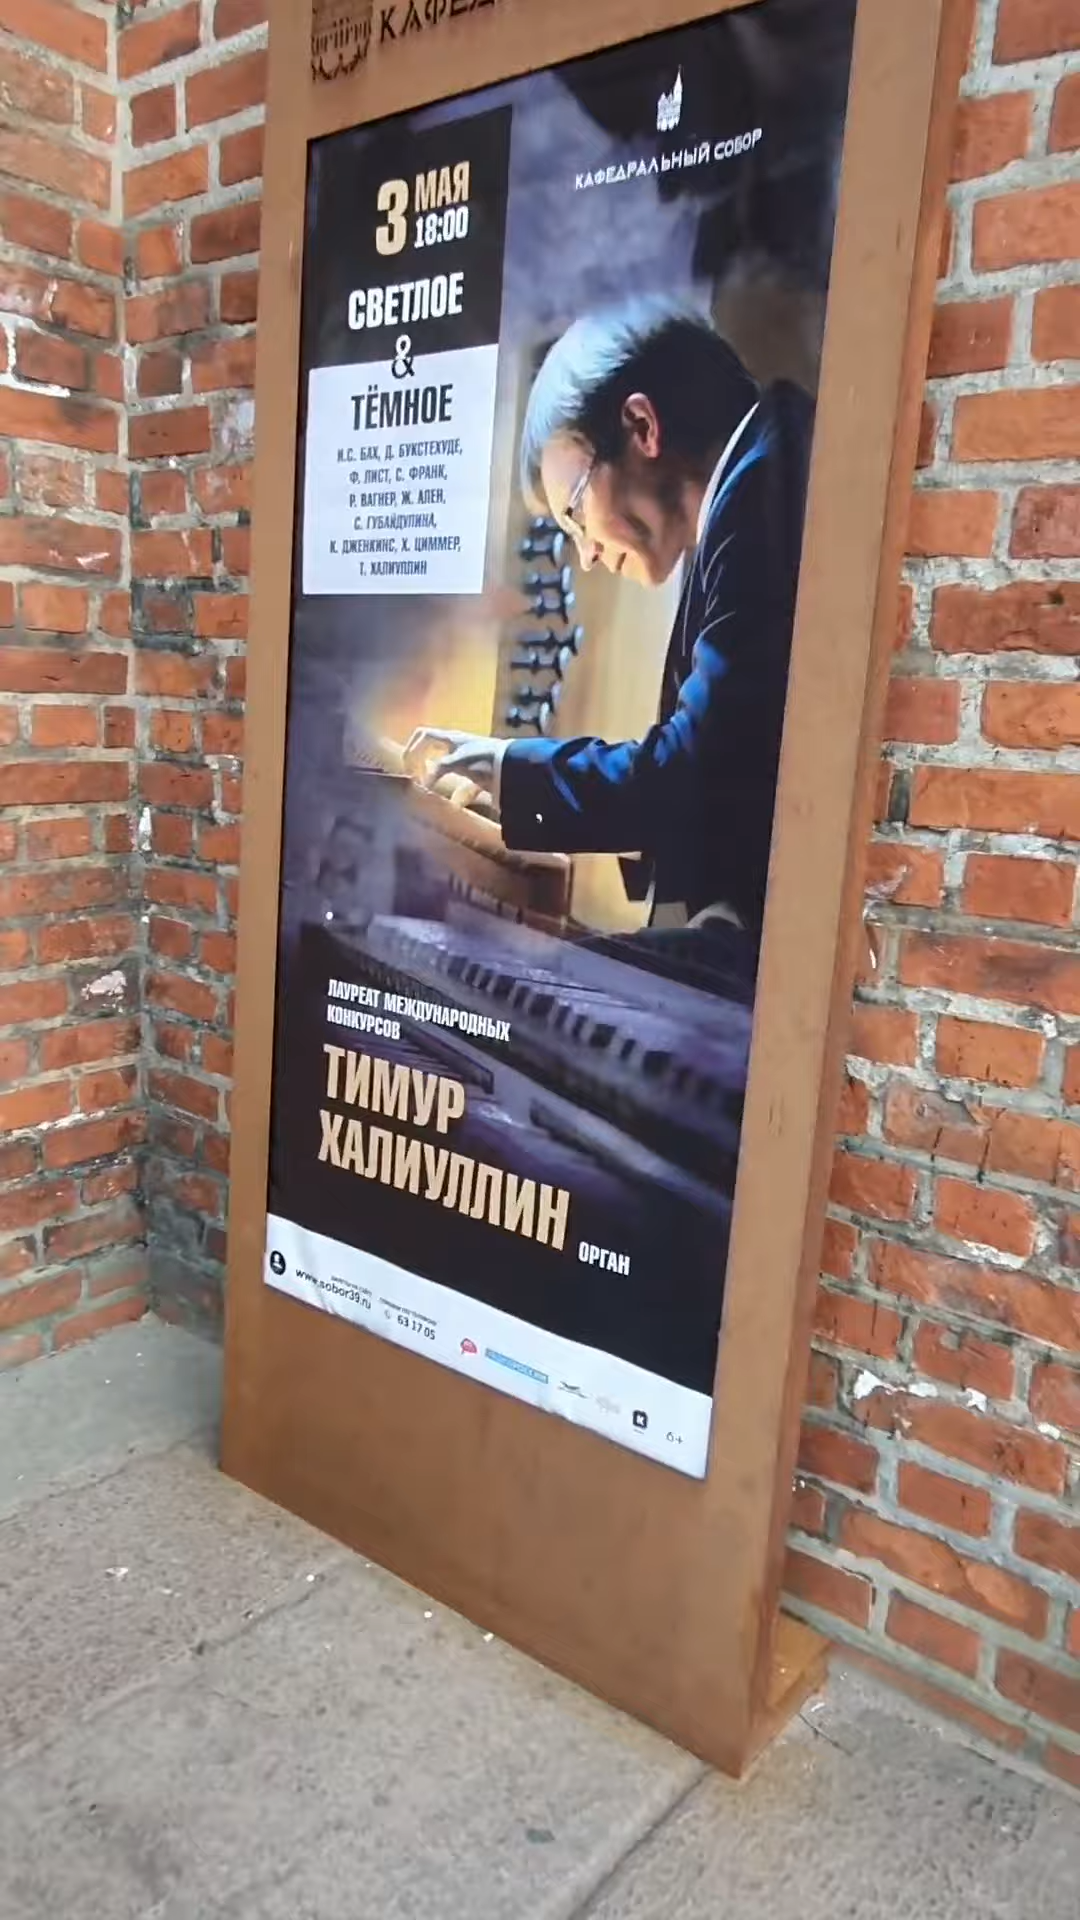 КАФЕД
КАФЕДРАЛЬНЫЙ СОБОР
3 МАЯ
18:00
СВЕТЛОЕ
&
ТЁМНОЕ
И.С. БАХ, Д. БУКСТЕХУДЕ,
Ф. ЛИСТ, С. ФРАНК,
Р. ВАГНЕР, Ж. АЛЕН,
С. ГУБАЙДУЛИНА,
К. ДЖЕНКИНС, Х. ЦИММЕР,
Т. ХАЛИУЛЛИН
ЛАУРЕАТ МЕЖДУНАРОДНЫХ
КОНКУРСОВ
ТИМУР
ХАЛИУЛЛИН
ОРГАН
www.sobor39.ru
63 17 05
К
6+